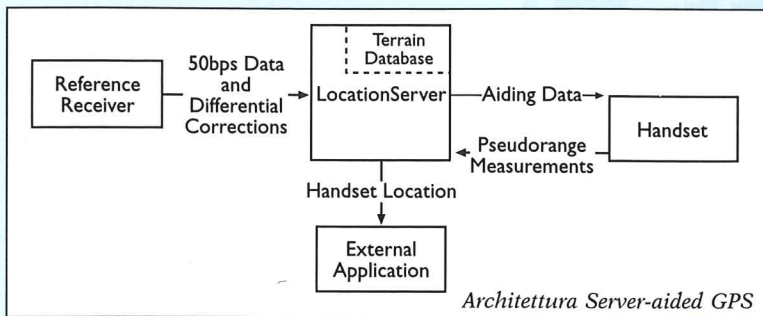 Reference
Receiver
50bps Data
and
Differential
Corrections
Terrain
Database
LocationServer
Aiding Data
Handset
Pseudorange
Measurements
Handset Location
External
Application
Architettura Server-aided GPS